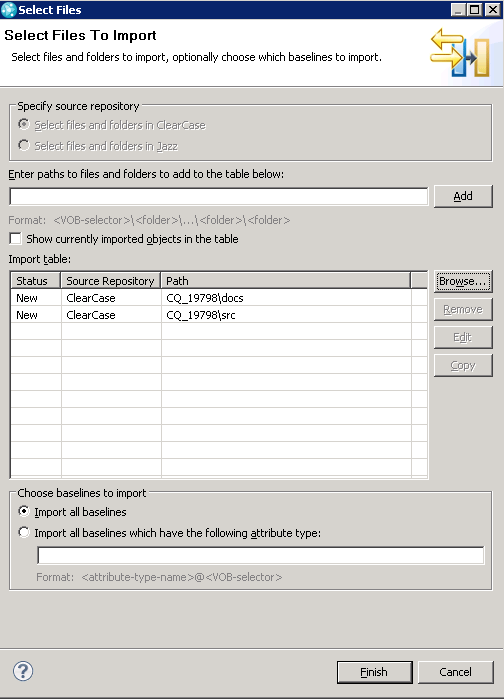 Select Files
Select Files To Import
Select files and folders to import, optionally choose which baselines to import.
Specify source repository
Select files and folders in ClearCase
Select files and folders in Jazz
Enter paths to files and folders to add to the table below:
Add
Format: <VOB-selector>\<folder>\...\<folder>\<folder>
Show currently imported objects in the table
Import table:
Status Source Repository Path
New ClearCase CQ_19798\docs
New ClearCase CQ_19798\src
Browse...
Remove
Edit
Copy
Choose baselines to import
Import all baselines
Import all baselines which have the following attribute type:
Format: <attribute-type-name>@<VOB-selector>
?
Finish Cancel